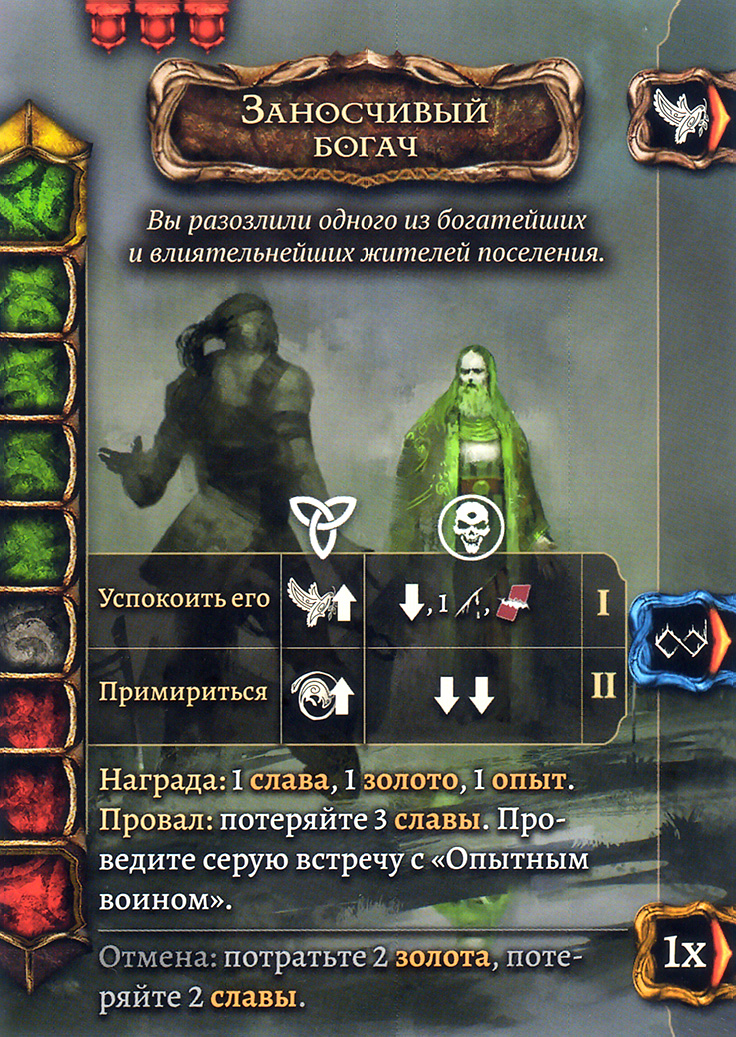 Заносчивый
богач
Вы разозлили одного из богатейших
и влиятельнейших жителей поселения.
Успокоить его
, 1 ,
I
Примириться
II
Награда: 1 слава, 1 золото, 1 опыт.
Провал: потеряйте 3 славы. Про-
ведите серую встречу с «Опытным
воином».
1x
Отмена: потратьте 2 золота, поте-
ряйте 2 славы.